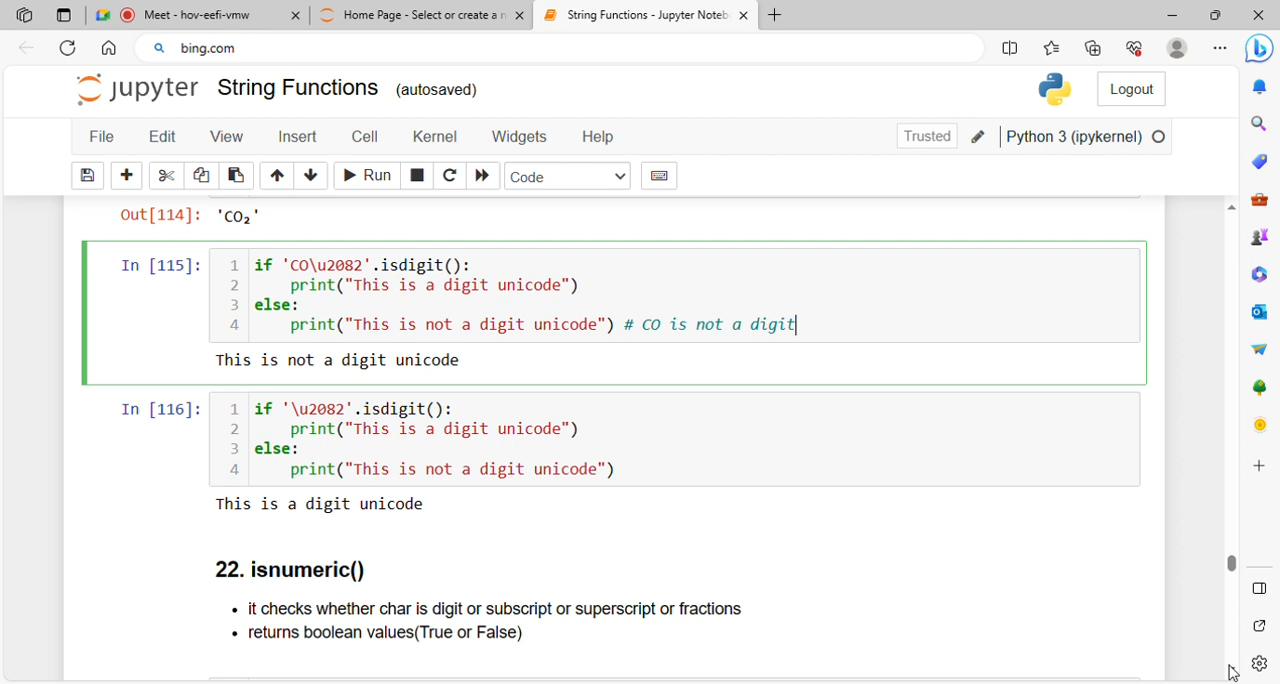 Meet - hov-eefi-vmw
Home Page - Select or create a n
String Functions - Jupyter Noteb
bing.com
jupyter String Functions (autosaved)
Logout
File Edit View Insert Cell Kernel Widgets Help
Trusted
Python 3 (ipykernel)
Run
Code
Out[114]: 'CO₂'
In [115]:
1 if 'CO\u2082'.isdigit():
2 print("This is a digit unicode")
3 else:
4 print("This is not a digit unicode") # CO is not a digit
This is not a digit unicode
In [116]:
1 if '\u2082'.isdigit():
2 print("This is a digit unicode")
3 else:
4 print("This is not a digit unicode")
This is a digit unicode
22. isnumeric()
• it checks whether char is digit or subscript or superscript or fractions
• returns boolean values(True or False)